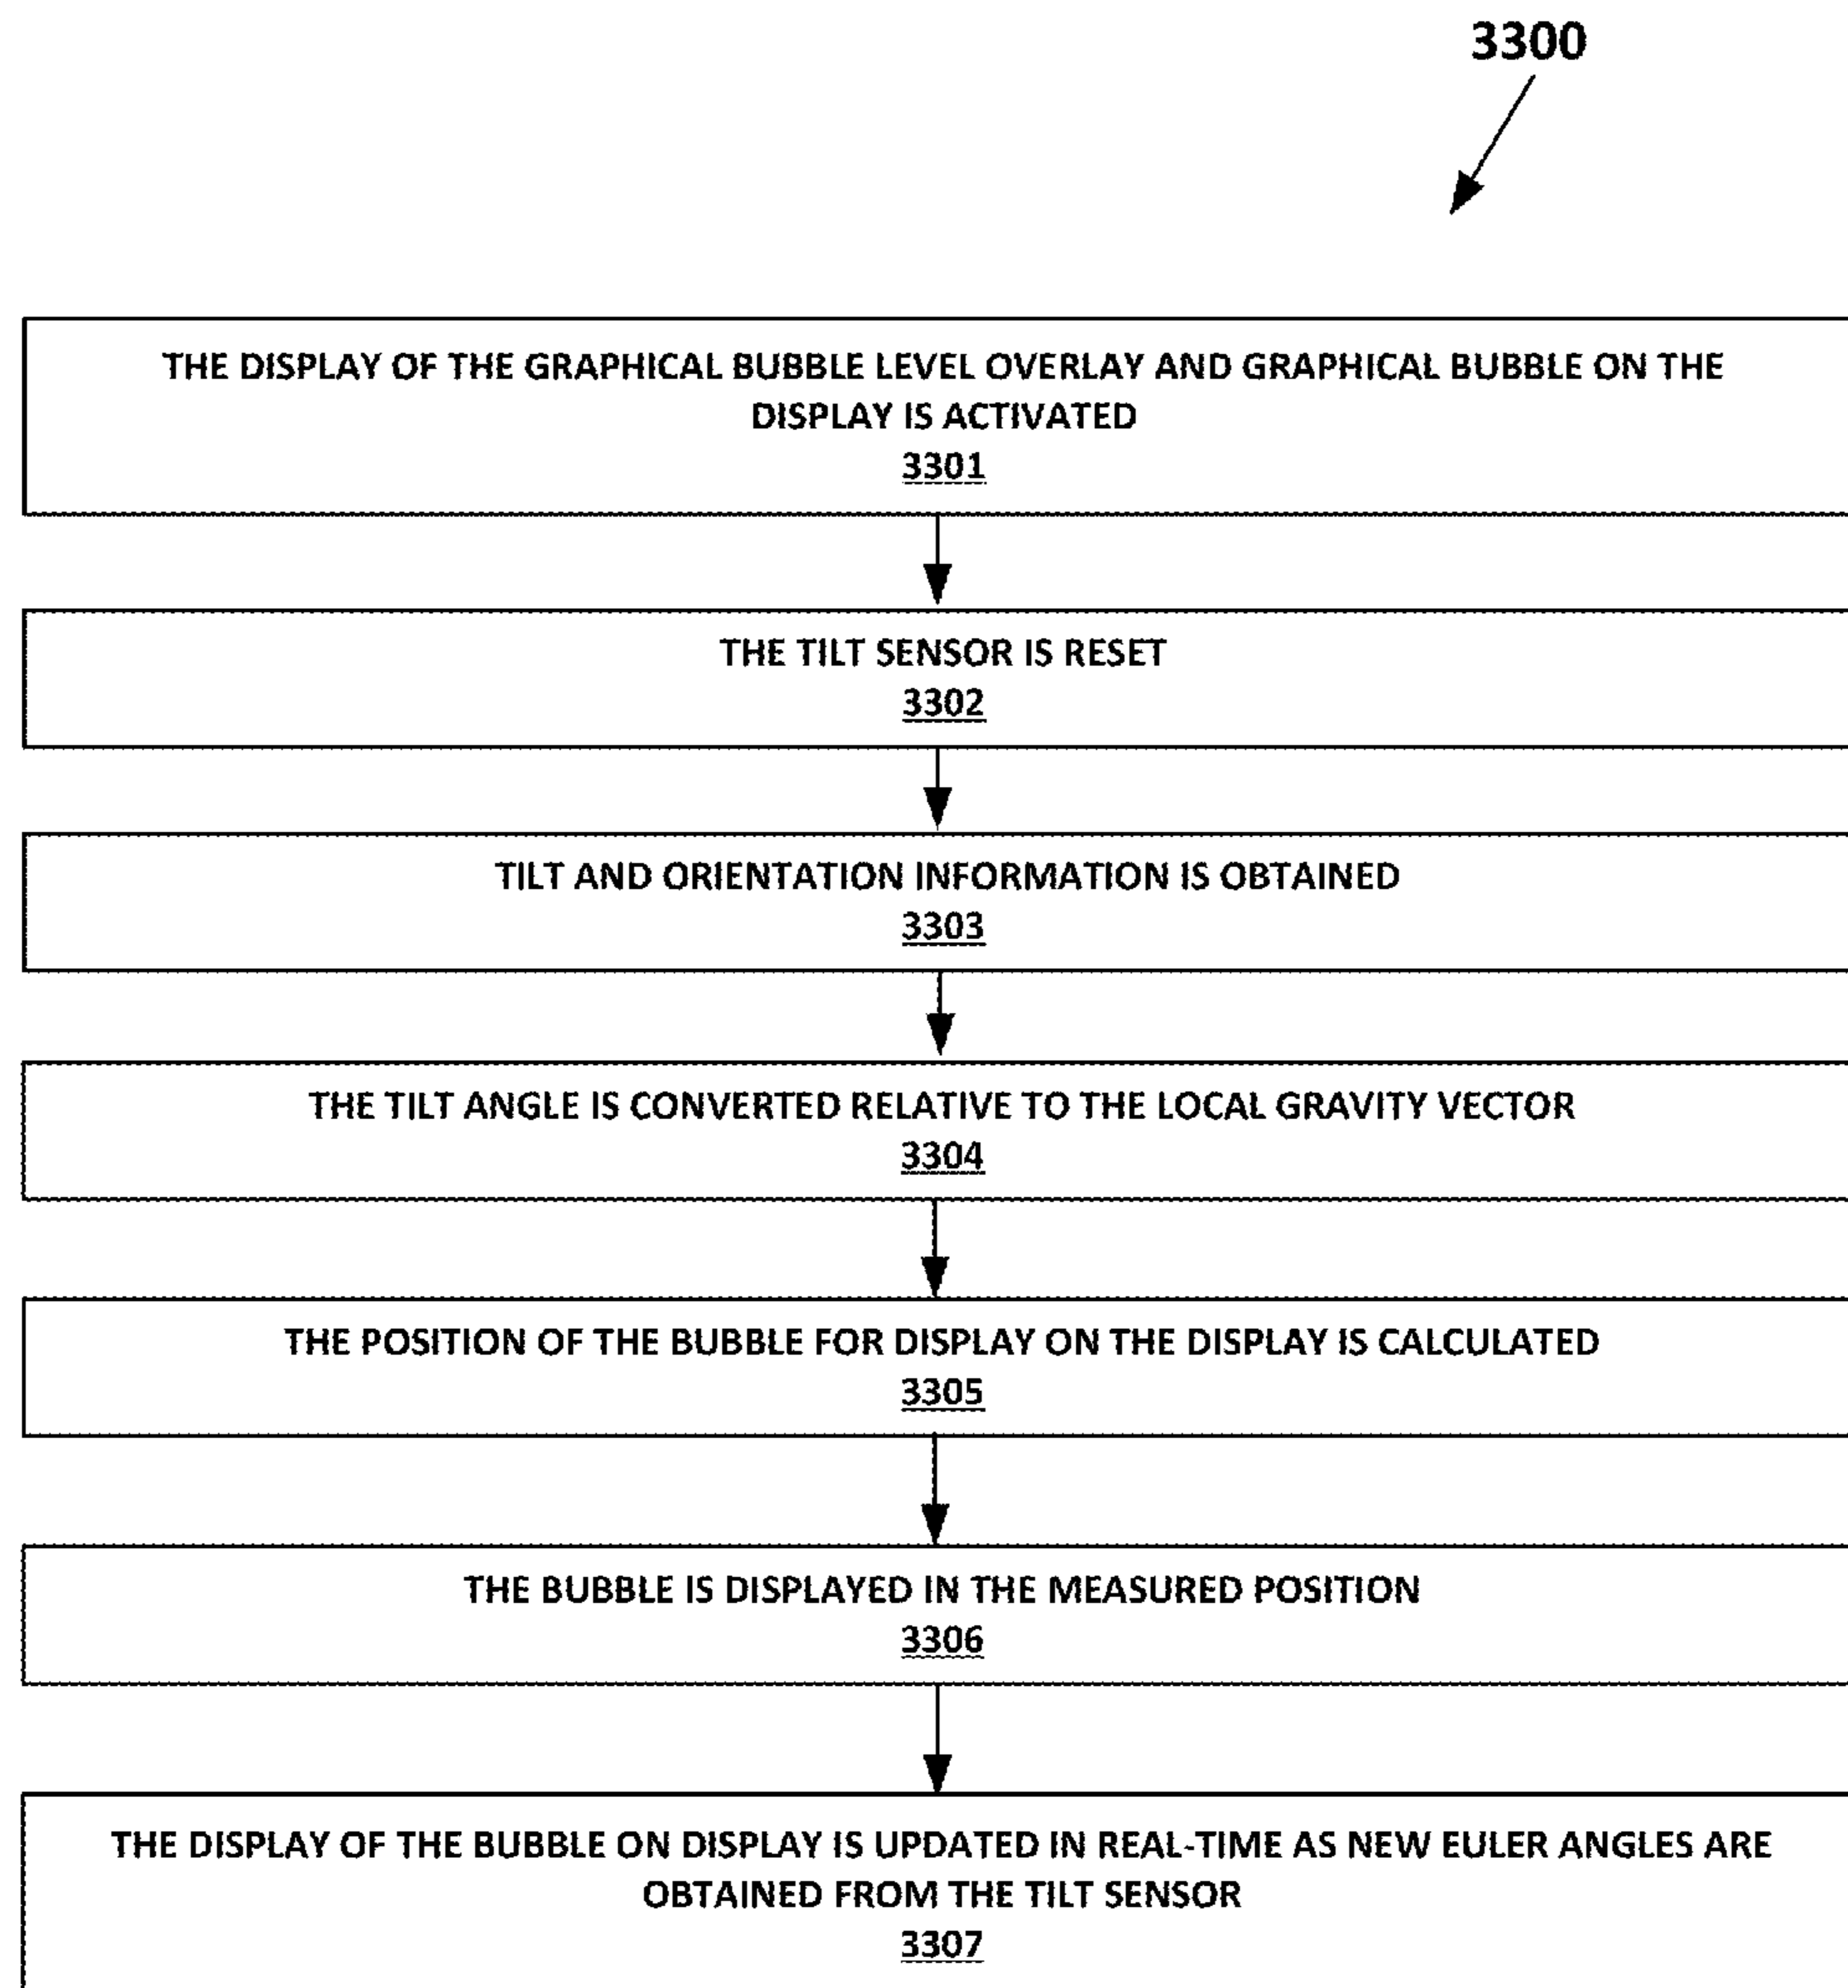 3300
THE DISPLAY OF THE GRAPHICAL BUBBLE LEVEL OVERLAY AND GRAPHICAL BUBBLE ON THE
DISPLAY IS ACTIVATED
3301
THE TILT SENSOR IS RESET
3302
TILT AND ORIENTATION INFORMATION IS OBTAINED
3303
THE TILT ANGLE IS CONVERTED RELATIVE TO THE LOCAL GRAVITY VECTOR
3304
THE POSITION OF THE BUBBLE FOR DISPLAY ON THE DISPLAY IS CALCULATED
3305
THE BUBBLE IS DISPLAYED IN THE MEASURED POSITION
3306
THE DISPLAY OF THE BUBBLE ON DISPLAY IS UPDATED IN REAL-TIME AS NEW EULER ANGLES ARE
OBTAINED FROM THE TILT SENSOR
3307